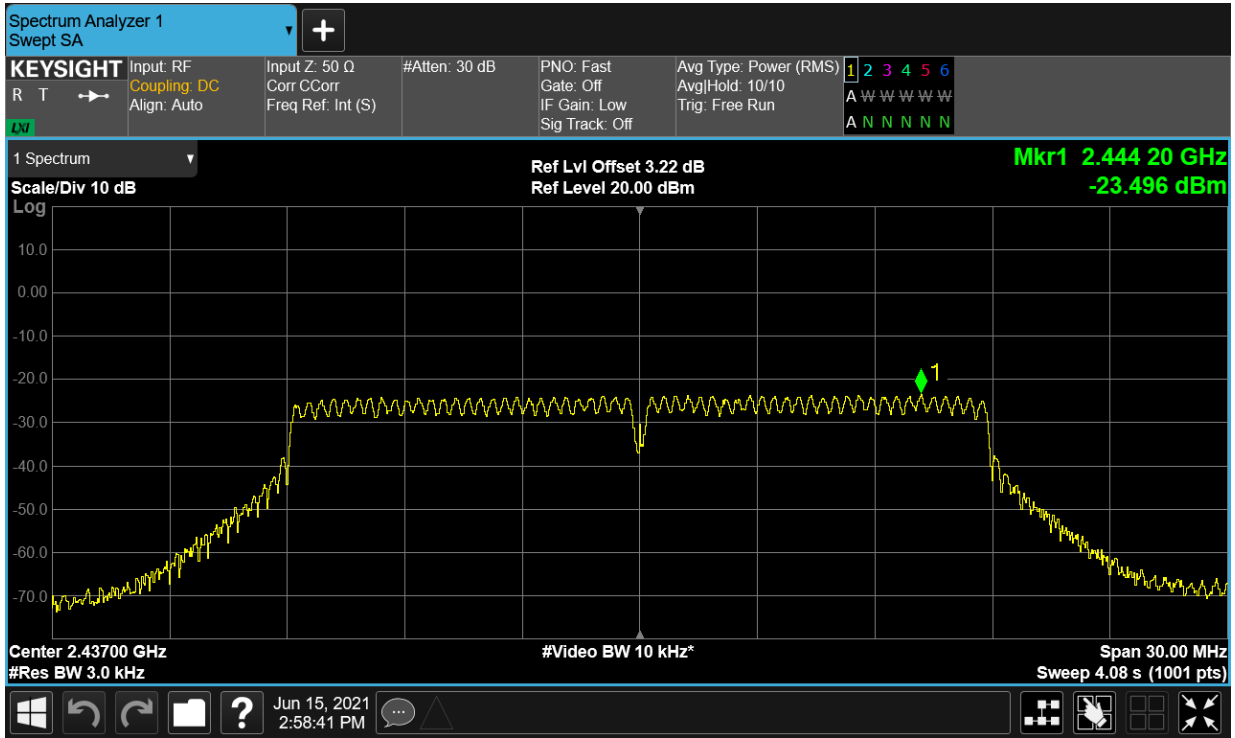 Spectrum Analyzer 1
Swept SA
KEYSIGHT
R T
LXI
Input: RF
Coupling: DC
Align: Auto
Input Z: 50 Ω
Corr CCorr
Freq Ref: Int (S)
#Atten: 30 dB
PNO: Fast
Gate: Off
IF Gain: Low
Sig Track: Off
Avg Type: Power (RMS)
Avg|Hold: 10/10
Trig: Free Run
1 2 3 4 5 6
A W W W W W
A N N N N N
1 Spectrum
Scale/Div 10 dB
Log
Ref Lvl Offset 3.22 dB
Ref Level 20.00 dBm
Mkr1 2.444 20 GHz
-23.496 dBm
10.0
0.00
-10.0
-20.0
-30.0
-40.0
-50.0
-60.0
-70.0
1
Center 2.43700 GHz
#Res BW 3.0 kHz
#Video BW 10 kHz*
Span 30.00 MHz
Sweep 4.08 s (1001 pts)
?
Jun 15, 2021
2:58:41 PM